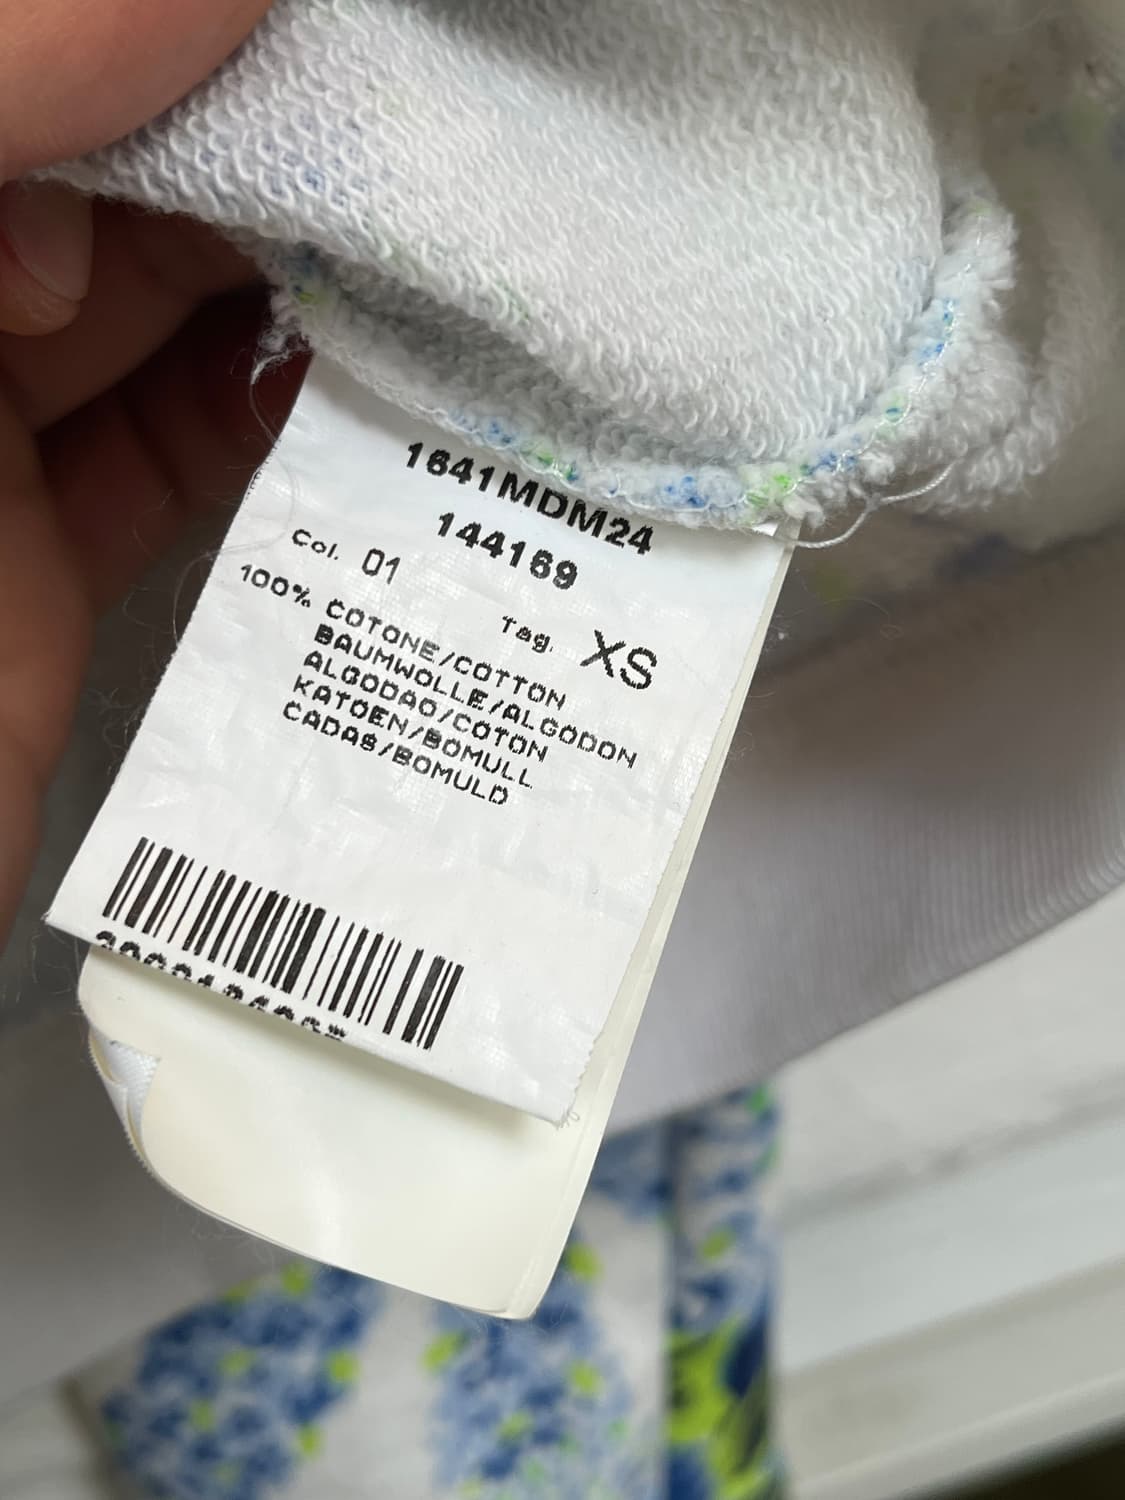 1641MDM24
144169
Col. 01 Tag. XS
100% COTONE/COTTON
BAUMWOLLE/ALGODON
ALGODAO/COTON
KATOEN/BOMULL
CADAS/BOMULD